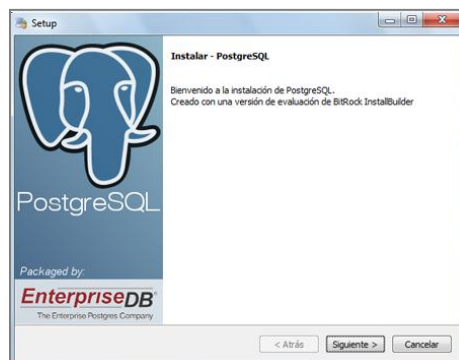 Setup
Instalar - PostgreSQL
Bienvenido a la instalación de PostgreSQL.
Creado con una versión de evaluación de BitRock InstallBuilder
PostgreSQL
Packaged by:
EnterpriseDB
The Enterprise Postgres Company
< Atrás Siguiente > Cancelar